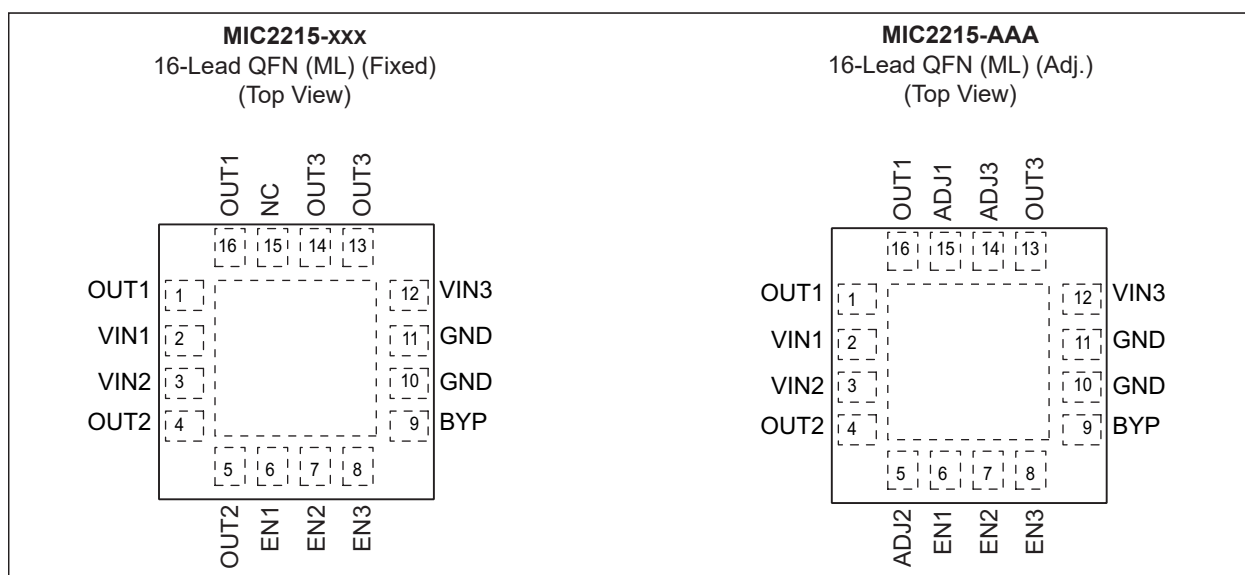 MIC2215-xxx
16-Lead QFN (ML) (Fixed)
(Top View)
OUT1
NC
OUT3
OUT3
16 15 14 13
OUT1 1
VIN1 2
VIN2 3
OUT2 4
12 VIN3
11 GND
10 GND
9 BYP
5 6 7 8
OUT2
EN1
EN2
EN3
MIC2215-AAA
16-Lead QFN (ML) (Adj.)
(Top View)
OUT1
ADJ1
ADJ3
OUT3
16 15 14 13
OUT1 1
VIN1 2
VIN2 3
OUT2 4
12 VIN3
11 GND
10 GND
9 BYP
5 6 7 8
ADJ2
EN1
EN2
EN3